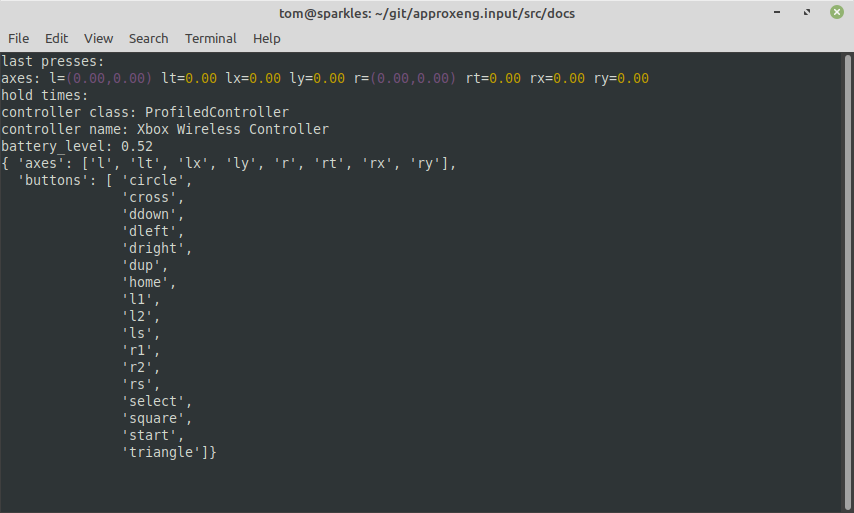 tom@sparkles: ~/git/approxeng.input/src/docs
File Edit View Search Terminal Help
last presses:
axes: l=(0.00,0.00) lt=0.00 lx=0.00 ly=0.00 r=(0.00,0.00) rt=0.00 rx=0.00 ry=0.00
hold times:
controller class: ProfiledController
controller name: Xbox Wireless Controller
battery_level: 0.52
{ 'axes': ['l', 'lt', 'lx', 'ly', 'r', 'rt', 'rx', 'ry'],
  'buttons': [ 'circle',
               'cross',
               'ddown',
               'dleft',
               'dright',
               'dup',
               'home',
               'l1',
               'l2',
               'ls',
               'r1',
               'r2',
               'rs',
               'select',
               'square',
               'start',
               'triangle']}